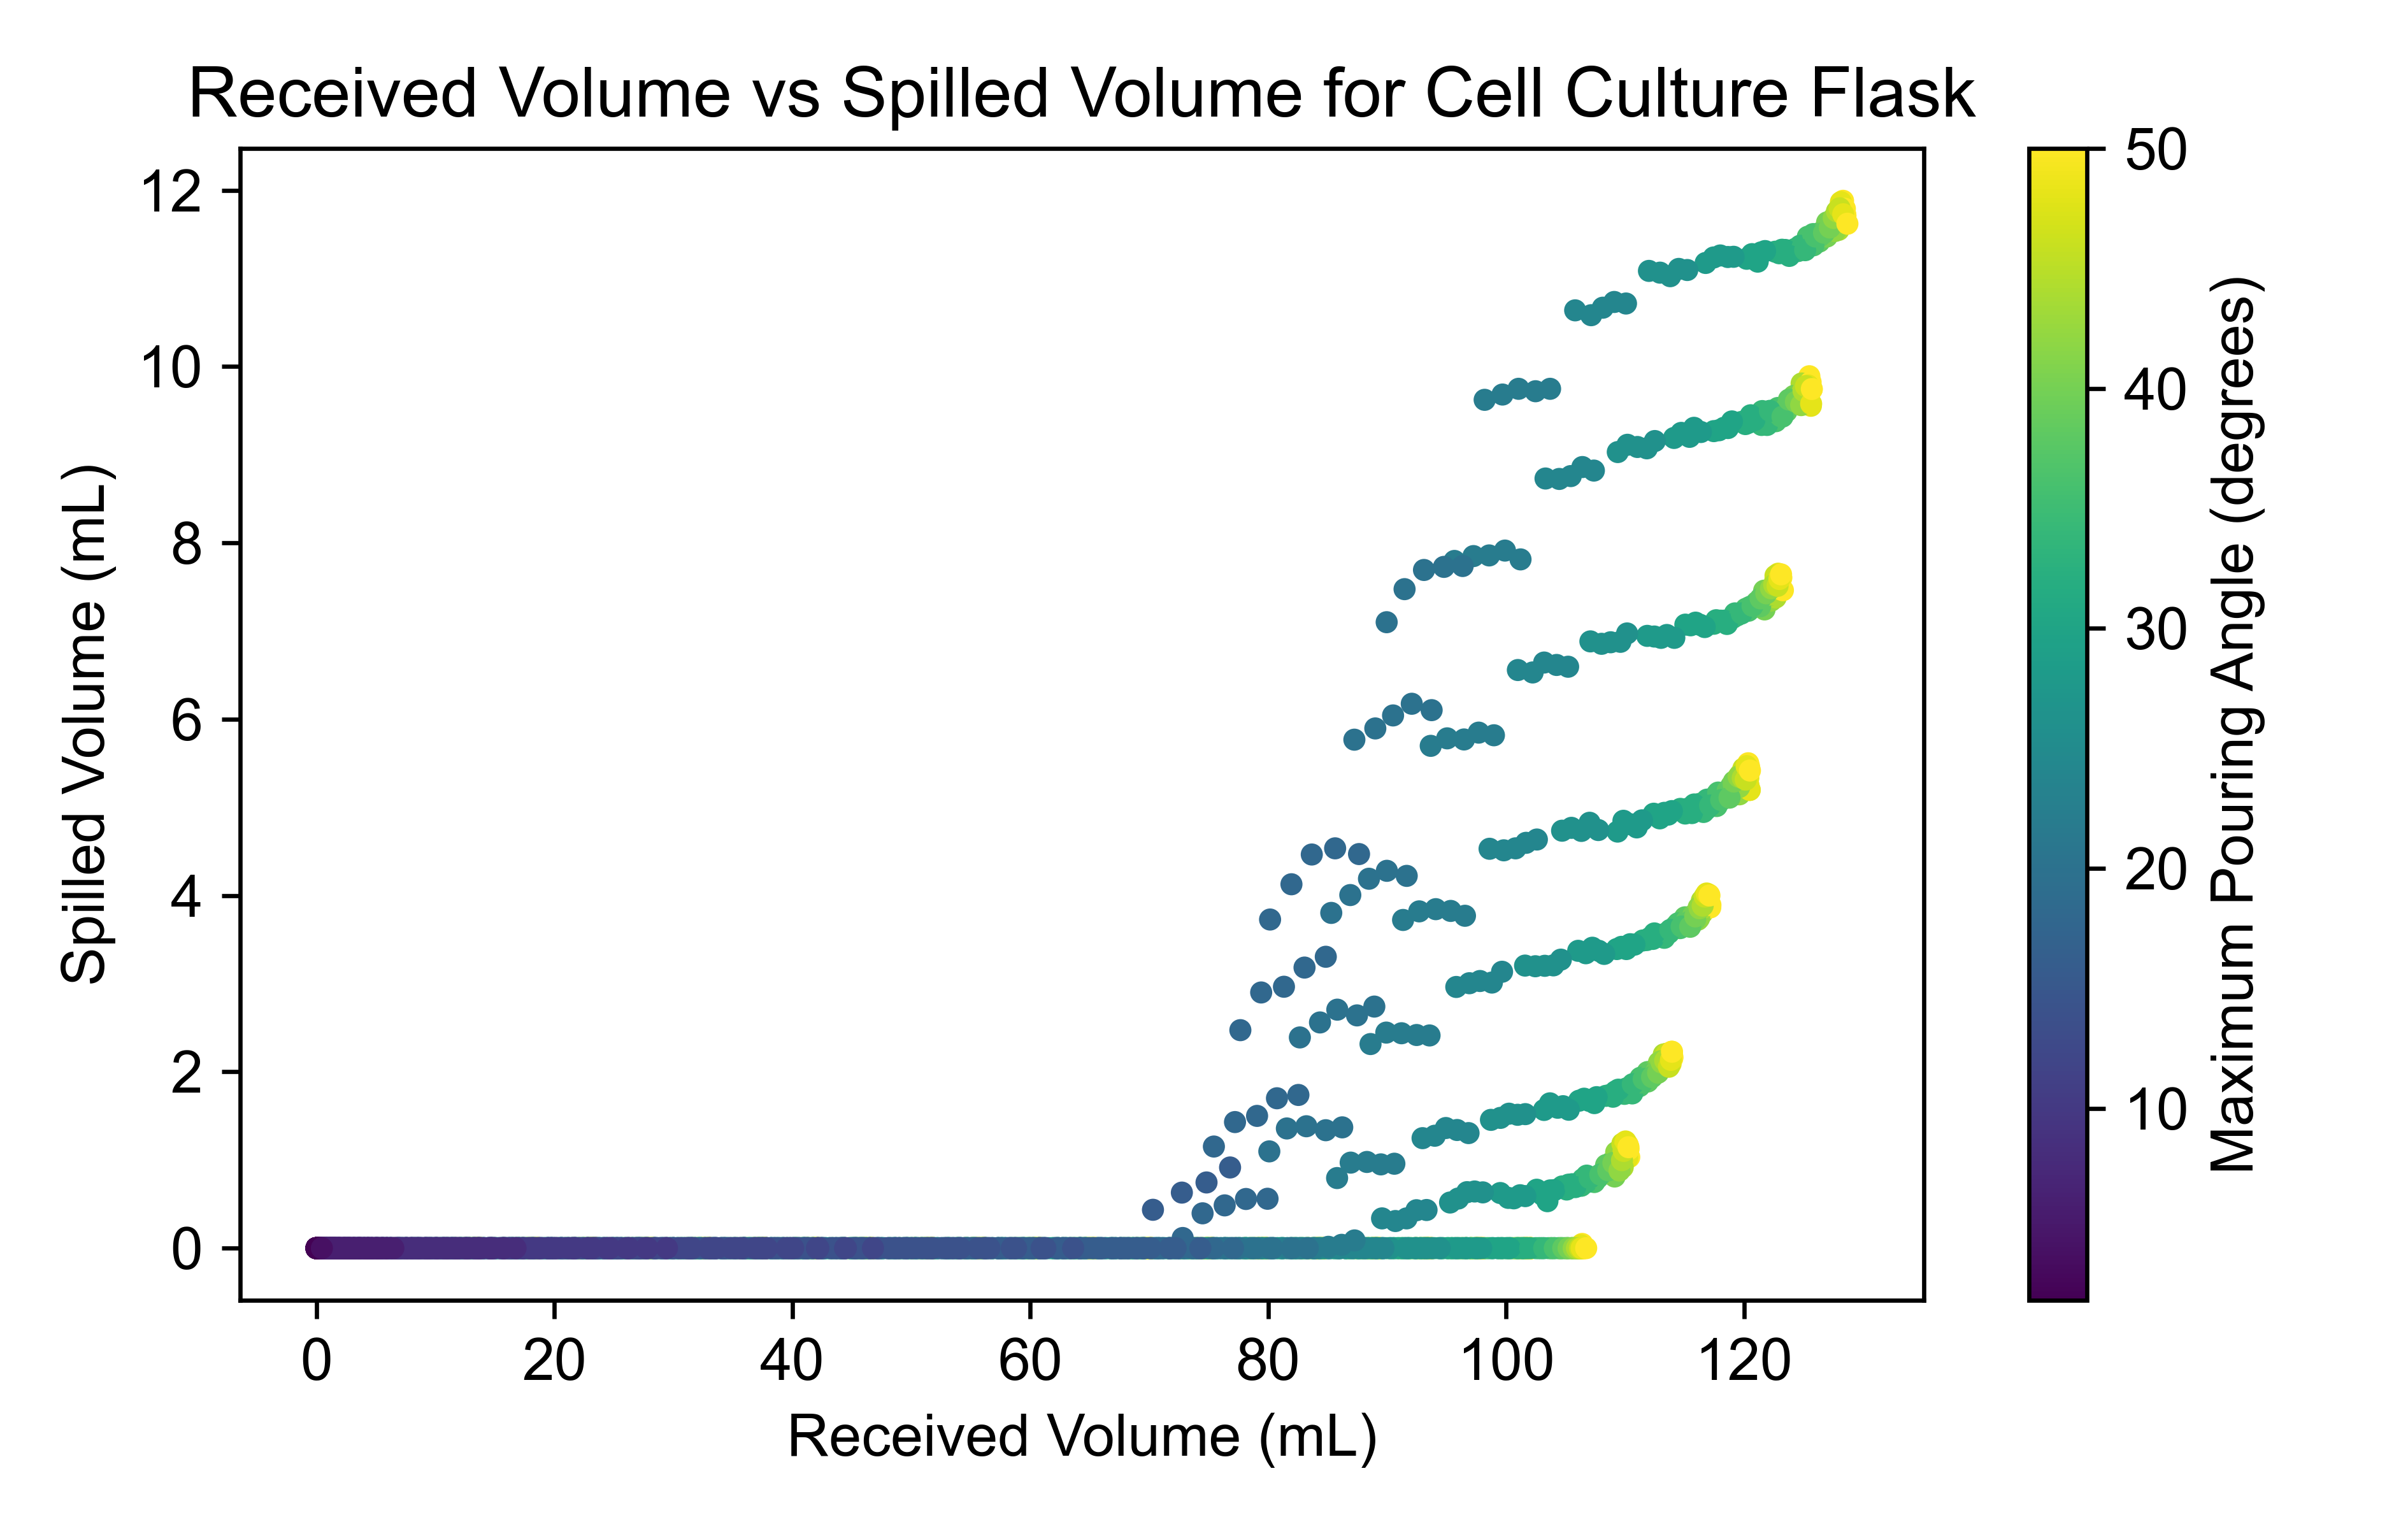 Received Volume vs Spilled Volume for Cell Culture Flask
12
10
8
6
4
2
0
Spilled Volume (mL)
0 20 40 60 80 100 120
Received Volume (mL)
50
40
30
20
10
Maximum Pouring Angle (degrees)